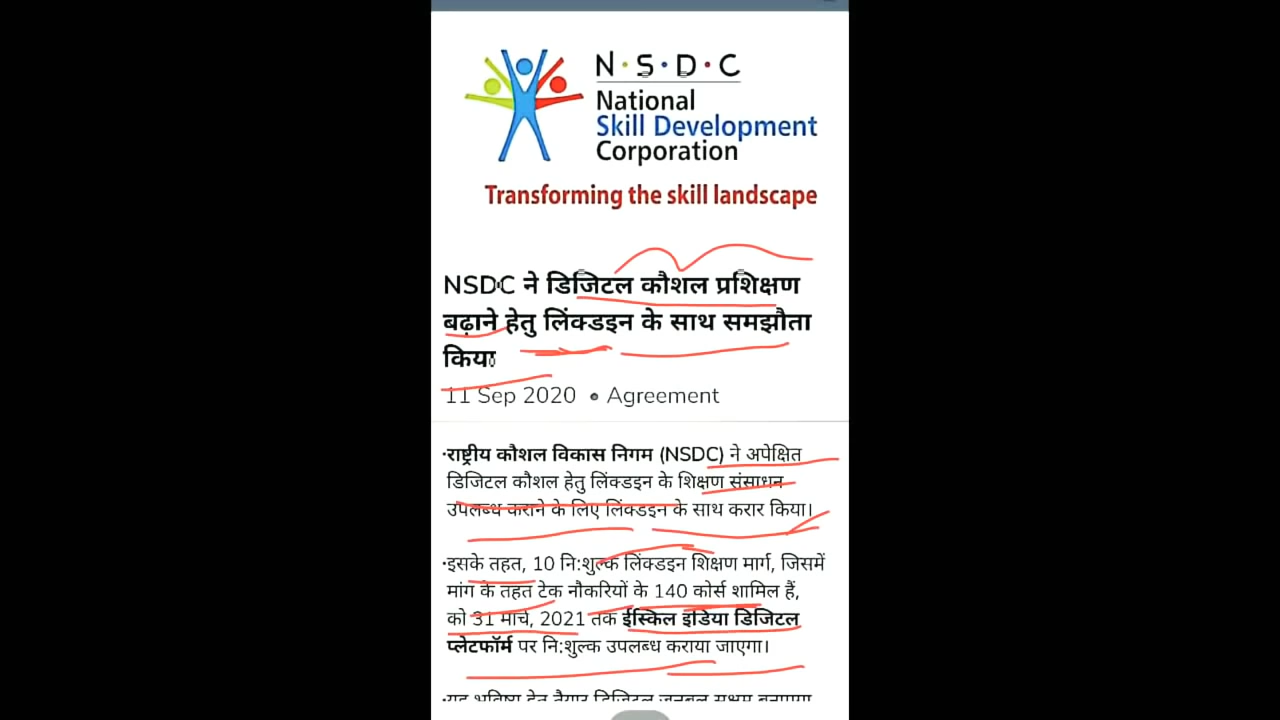 N·S·D·C
National
Skill Development
Corporation
Transforming the skill landscape
NSDC ने डिजिटल कौशल प्रशिक्षण
बढ़ाने हेतु लिंक्डइन के साथ समझौता
किया
11 Sep 2020 • Agreement
·राष्ट्रीय कौशल विकास निगम (NSDC) ने अपेक्षित
डिजिटल कौशल हेतु लिंक्डइन के शिक्षण संसाधन
उपलब्ध कराने के लिए लिंक्डइन के साथ करार किया।
·इसके तहत, 10 नि:शुल्क लिंक्डइन शिक्षण मार्ग, जिसमें
मांग के तहत टेक नौकरियों के 140 कोर्स शामिल हैं,
को 31 मार्च, 2021 तक ईस्किल इंडिया डिजिटल
प्लेटफॉर्म पर नि:शुल्क उपलब्ध कराया जाएगा।